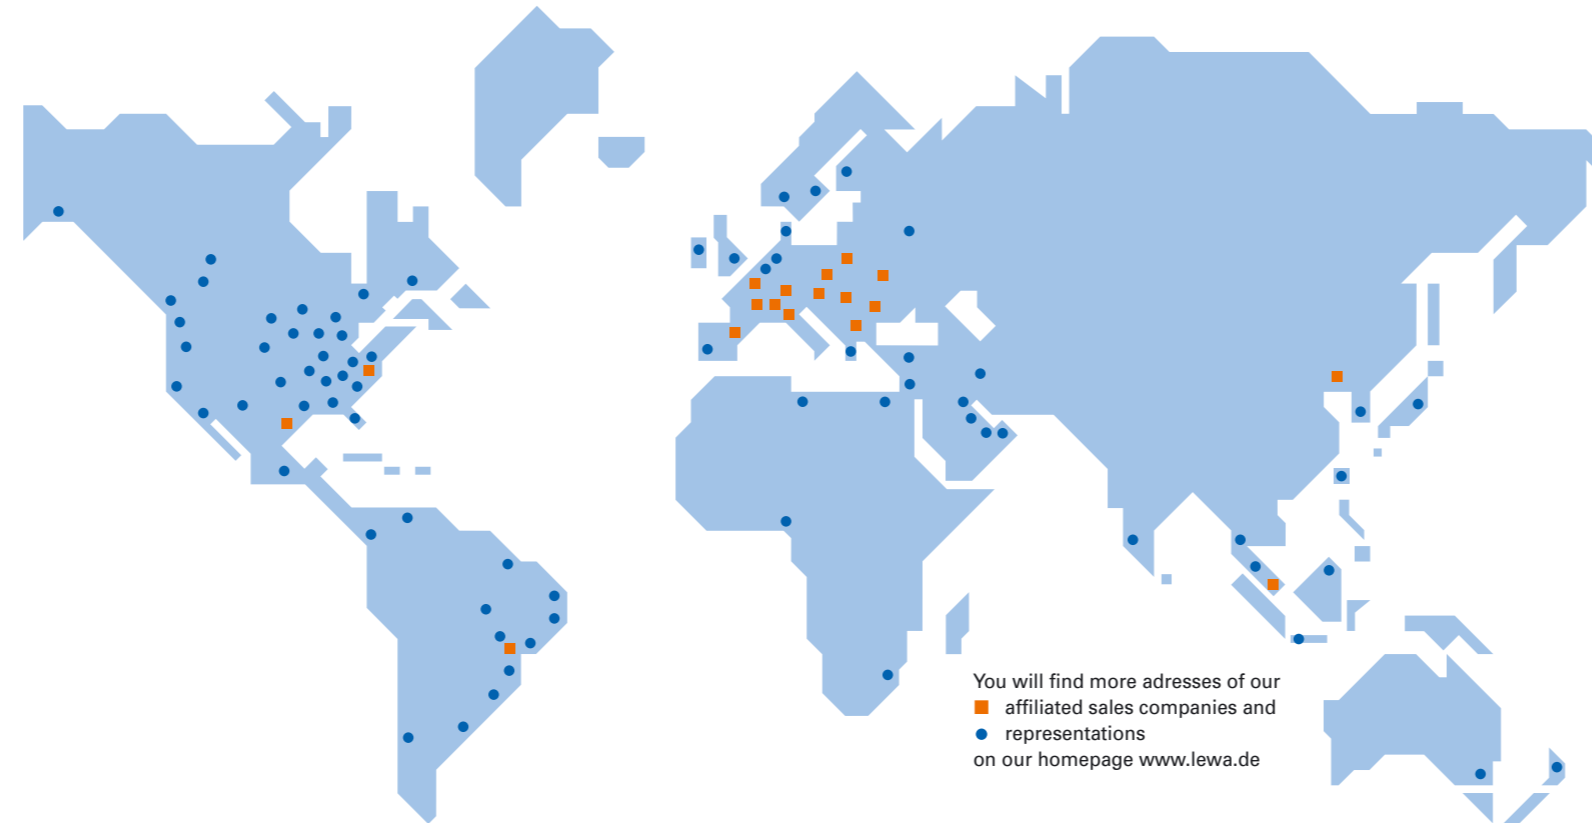 You will find more adresses of our
affiliated sales companies and
representations
on our homepage www.lewa.de